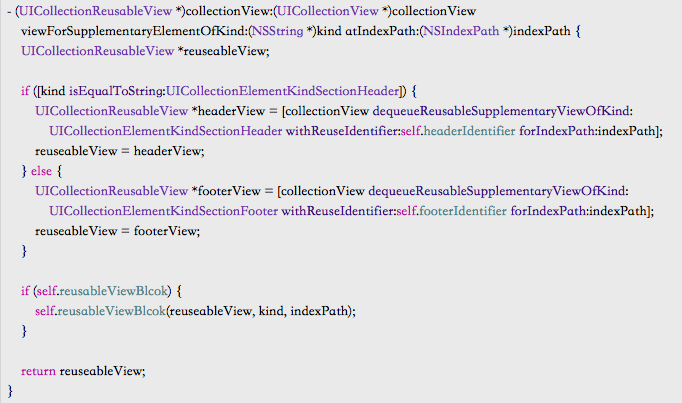 - (UICollectionReusableView *)collectionView:(UICollectionView *)collectionView
viewForSupplementaryElementOfKind:(NSString *)kind atIndexPath:(NSIndexPath *)indexPath {
UICollectionReusableView *reuseableView;
if ([kind isEqualToString:UICollectionElementKindSectionHeader]) {
UICollectionReusableView *headerView = [collectionView dequeueReusableSupplementaryViewOfKind:
UICollectionElementKindSectionHeader withReuseIdentifier:self.headerIdentifier forIndexPath:indexPath];
reuseableView = headerView;
} else {
UICollectionReusableView *footerView = [collectionView dequeueReusableSupplementaryViewOfKind:
UICollectionElementKindSectionFooter withReuseIdentifier:self.footerIdentifier forIndexPath:indexPath];
reuseableView = footerView;
}
if (self.reusableViewBlcok) {
self.reusableViewBlcok(reuseableView, kind, indexPath);
}
return reuseableView;
}